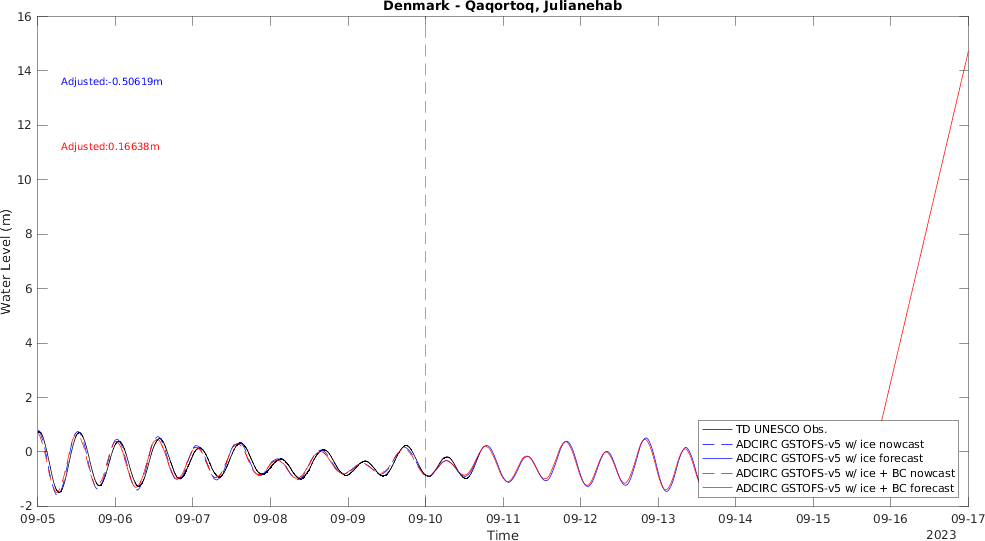 Denmark - Qaqortoq, Julianehab
16
14
12
10
8
6
4
2
0
-2
Water Level (m)
Adjusted:-0.50619m
Adjusted:0.16638m
TD UNESCO Obs.
ADCIRC GSTOFS-v5 w/ ice nowcast
ADCIRC GSTOFS-v5 w/ ice forecast
ADCIRC GSTOFS-v5 w/ ice + BC nowcast
ADCIRC GSTOFS-v5 w/ ice + BC forecast
09-05 09-06 09-07 09-08 09-09 09-10 09-11 09-12 09-13 09-14 09-15 09-16 09-17
Time
2023